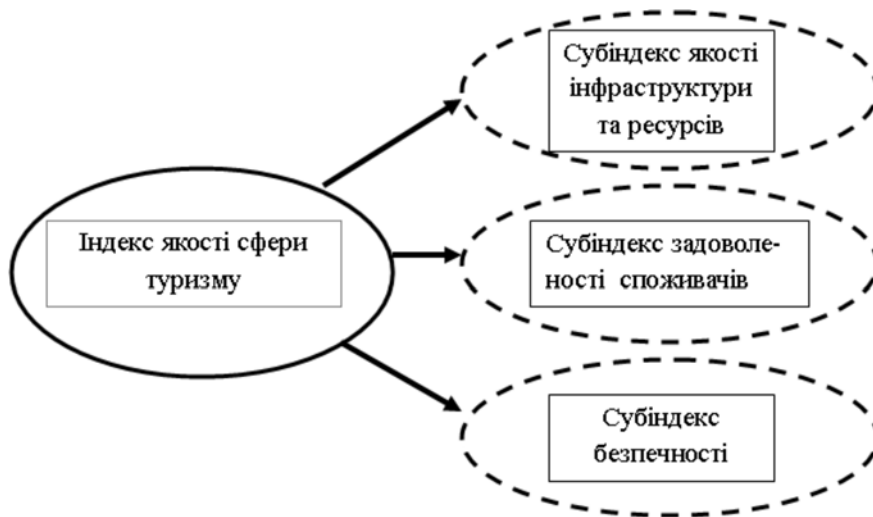 Субіндекс якості
інфраструктури
та ресурсів
Індекс якості сфери
туризму
Субіндекс задоволе-
ності споживачів
Субіндекс
безпечності